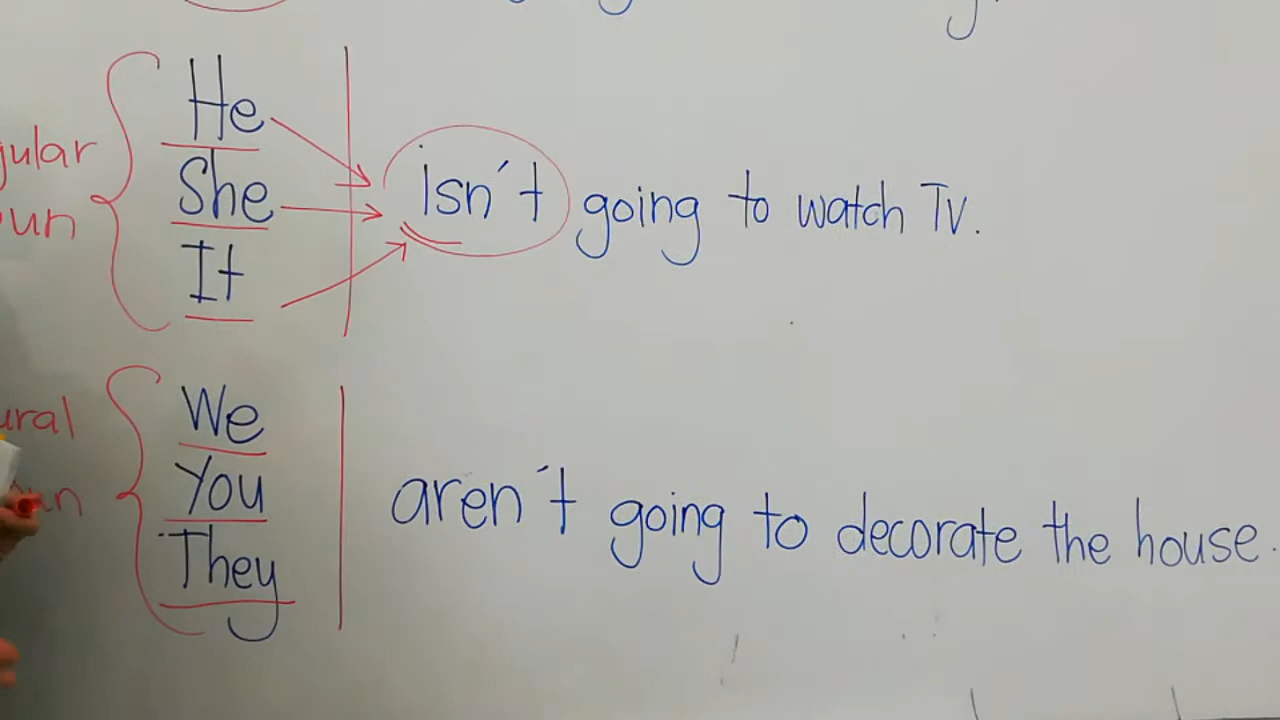 He
She
It
isn't going to watch Tv.
We
You
They
aren't going to decorate the house.